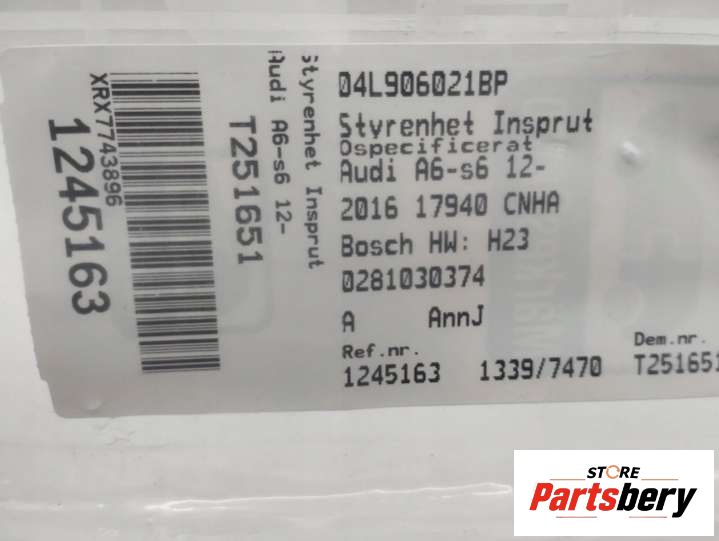 XRX7743896
1245163
Styrenhet Insprut
Audi A6-s6 12-
T251651
04L906021BP
Styrenhet Insprut
Ospecificerat
Audi A6-s6 12-
2016 17940 CNHA
Bosch HW: H23
0281030374
A AnnJ
Ref.nr. Dem.nr.
1245163 1339/7470 T251651
STORE
Partsbery